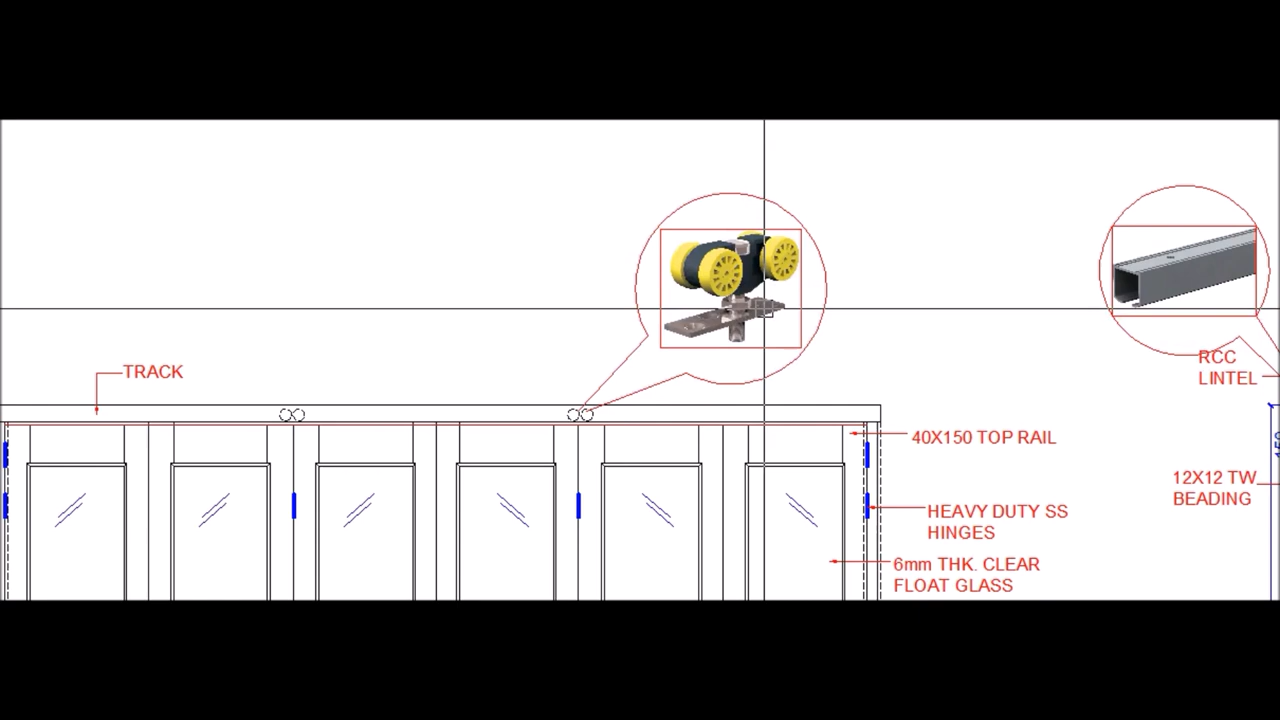 TRACK
RCC
LINTEL
40X150 TOP RAIL
12X12 TW
BEADING
HEAVY DUTY SS
HINGES
6mm THK. CLEAR
FLOAT GLASS